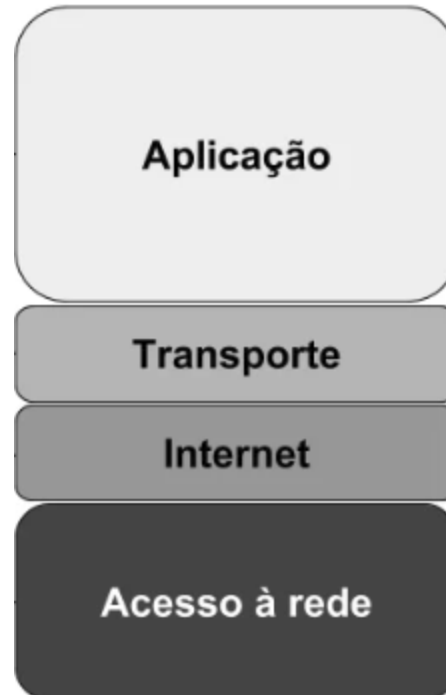 Aplicação
Transporte
Internet
Acesso à rede